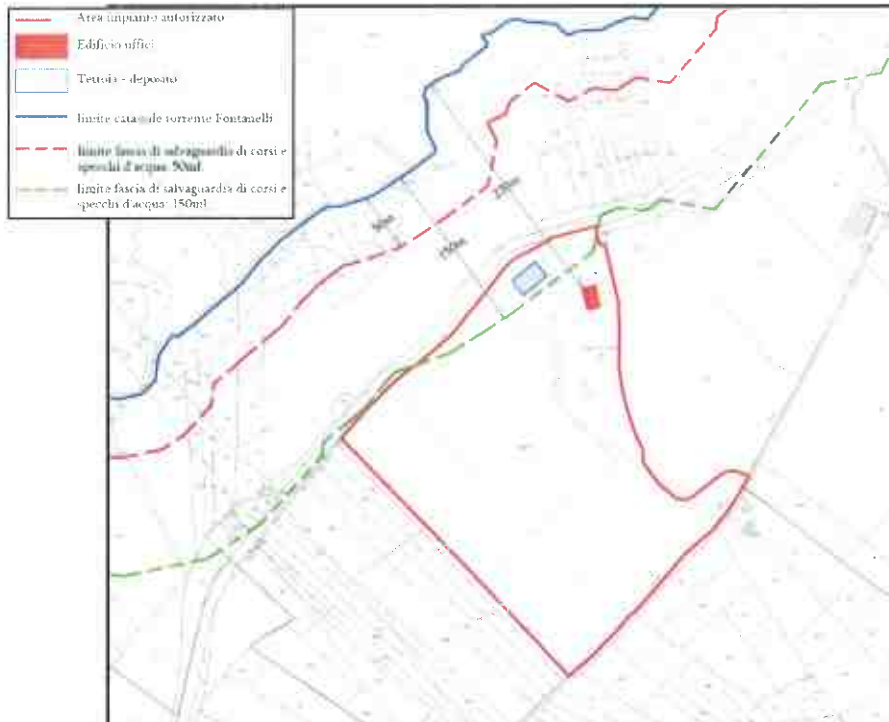 Area impianto autorizzato
Edificio uffici
Tettoia - deposito
limite catastale torrente Fontanelli
limite fascia di salvaguardia di corsi e
specchi d'acqua: 50ml
limite fascia di salvaguardia di corsi e
specchi d'acqua: 150ml
50m
150m